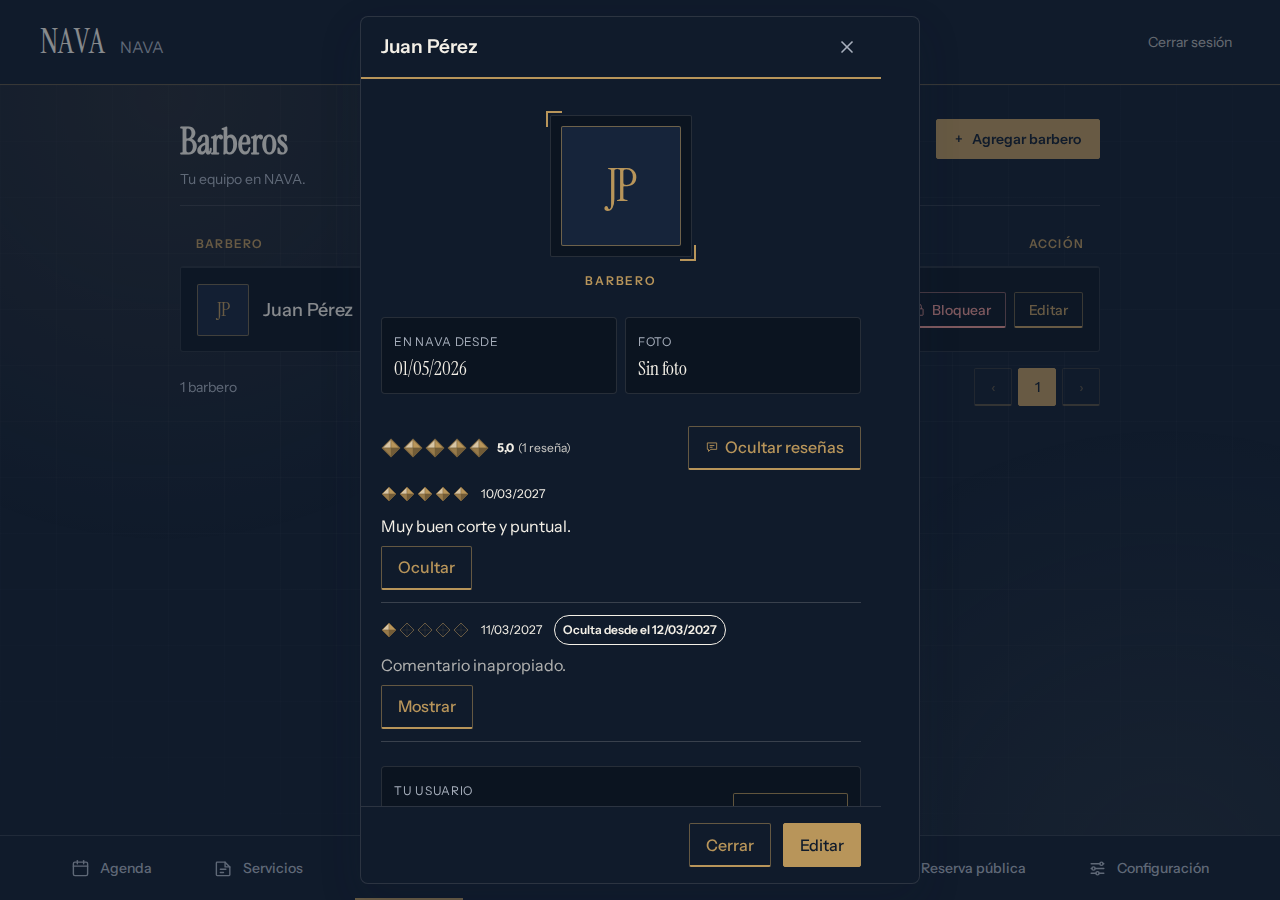 NAVA NAVA
Cerrar sesión
Barberos
Tu equipo en NAVA.
+ Agregar barbero
BARBERO
ACCIÓN
JP
Juan Pérez
Bloquear
Editar
1 barbero
‹ 1 ›
Juan Pérez
JP
BARBERO
EN NAVA DESDE
01/05/2026
FOTO
Sin foto
5,0 (1 reseña)
Ocultar reseñas
10/03/2027
Muy buen corte y puntual.
Ocultar
11/03/2027 Oculta desde el 12/03/2027
Comentario inapropiado.
Mostrar
TU USUARIO
Cerrar
Editar
Agenda
Servicios
Reserva pública
Configuración